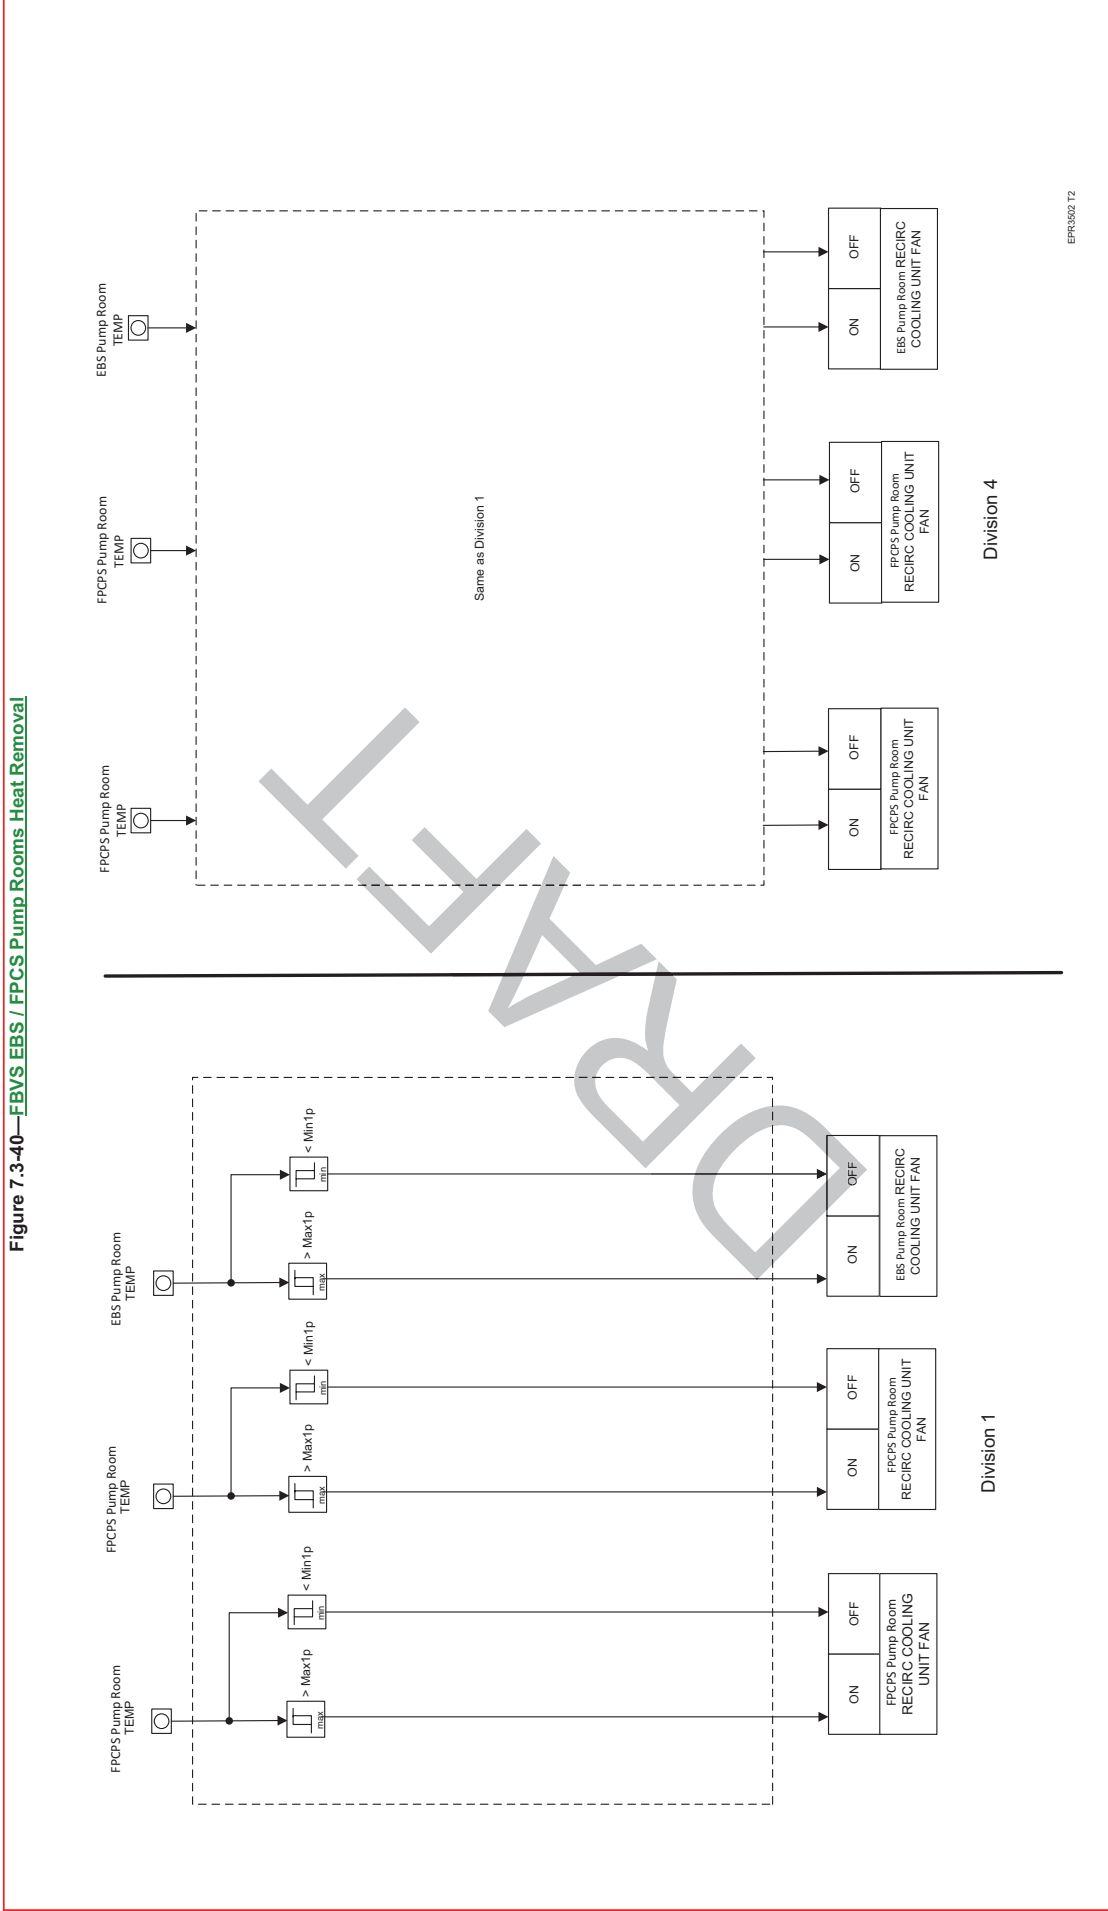 Figure 7.3-40—FBVS EBS / FPCS Pump Rooms Heat Removal
FPCPS Pump Room
TEMP
FPCPS Pump Room
TEMP
EBS Pump Room
TEMP
> Max1p
max
< Min1p
min
> Max1p
max
< Min1p
min
> Max1p
max
< Min1p
min
ON
OFF
FPCPS Pump Room
RECIRC COOLING
UNIT FAN
ON
OFF
FPCPS Pump Room
RECIRC COOLING UNIT
FAN
ON
OFF
EBS Pump Room RECIRC
COOLING UNIT FAN
Division 1
FPCPS Pump Room
TEMP
FPCPS Pump Room
TEMP
EBS Pump Room
TEMP
Same as Division 1
ON
OFF
FPCPS Pump Room
RECIRC COOLING UNIT
FAN
ON
OFF
FPCPS Pump Room
RECIRC COOLING UNIT
FAN
ON
OFF
EBS Pump Room RECIRC
COOLING UNIT FAN
Division 4
EPR3502 T2
DRAFT